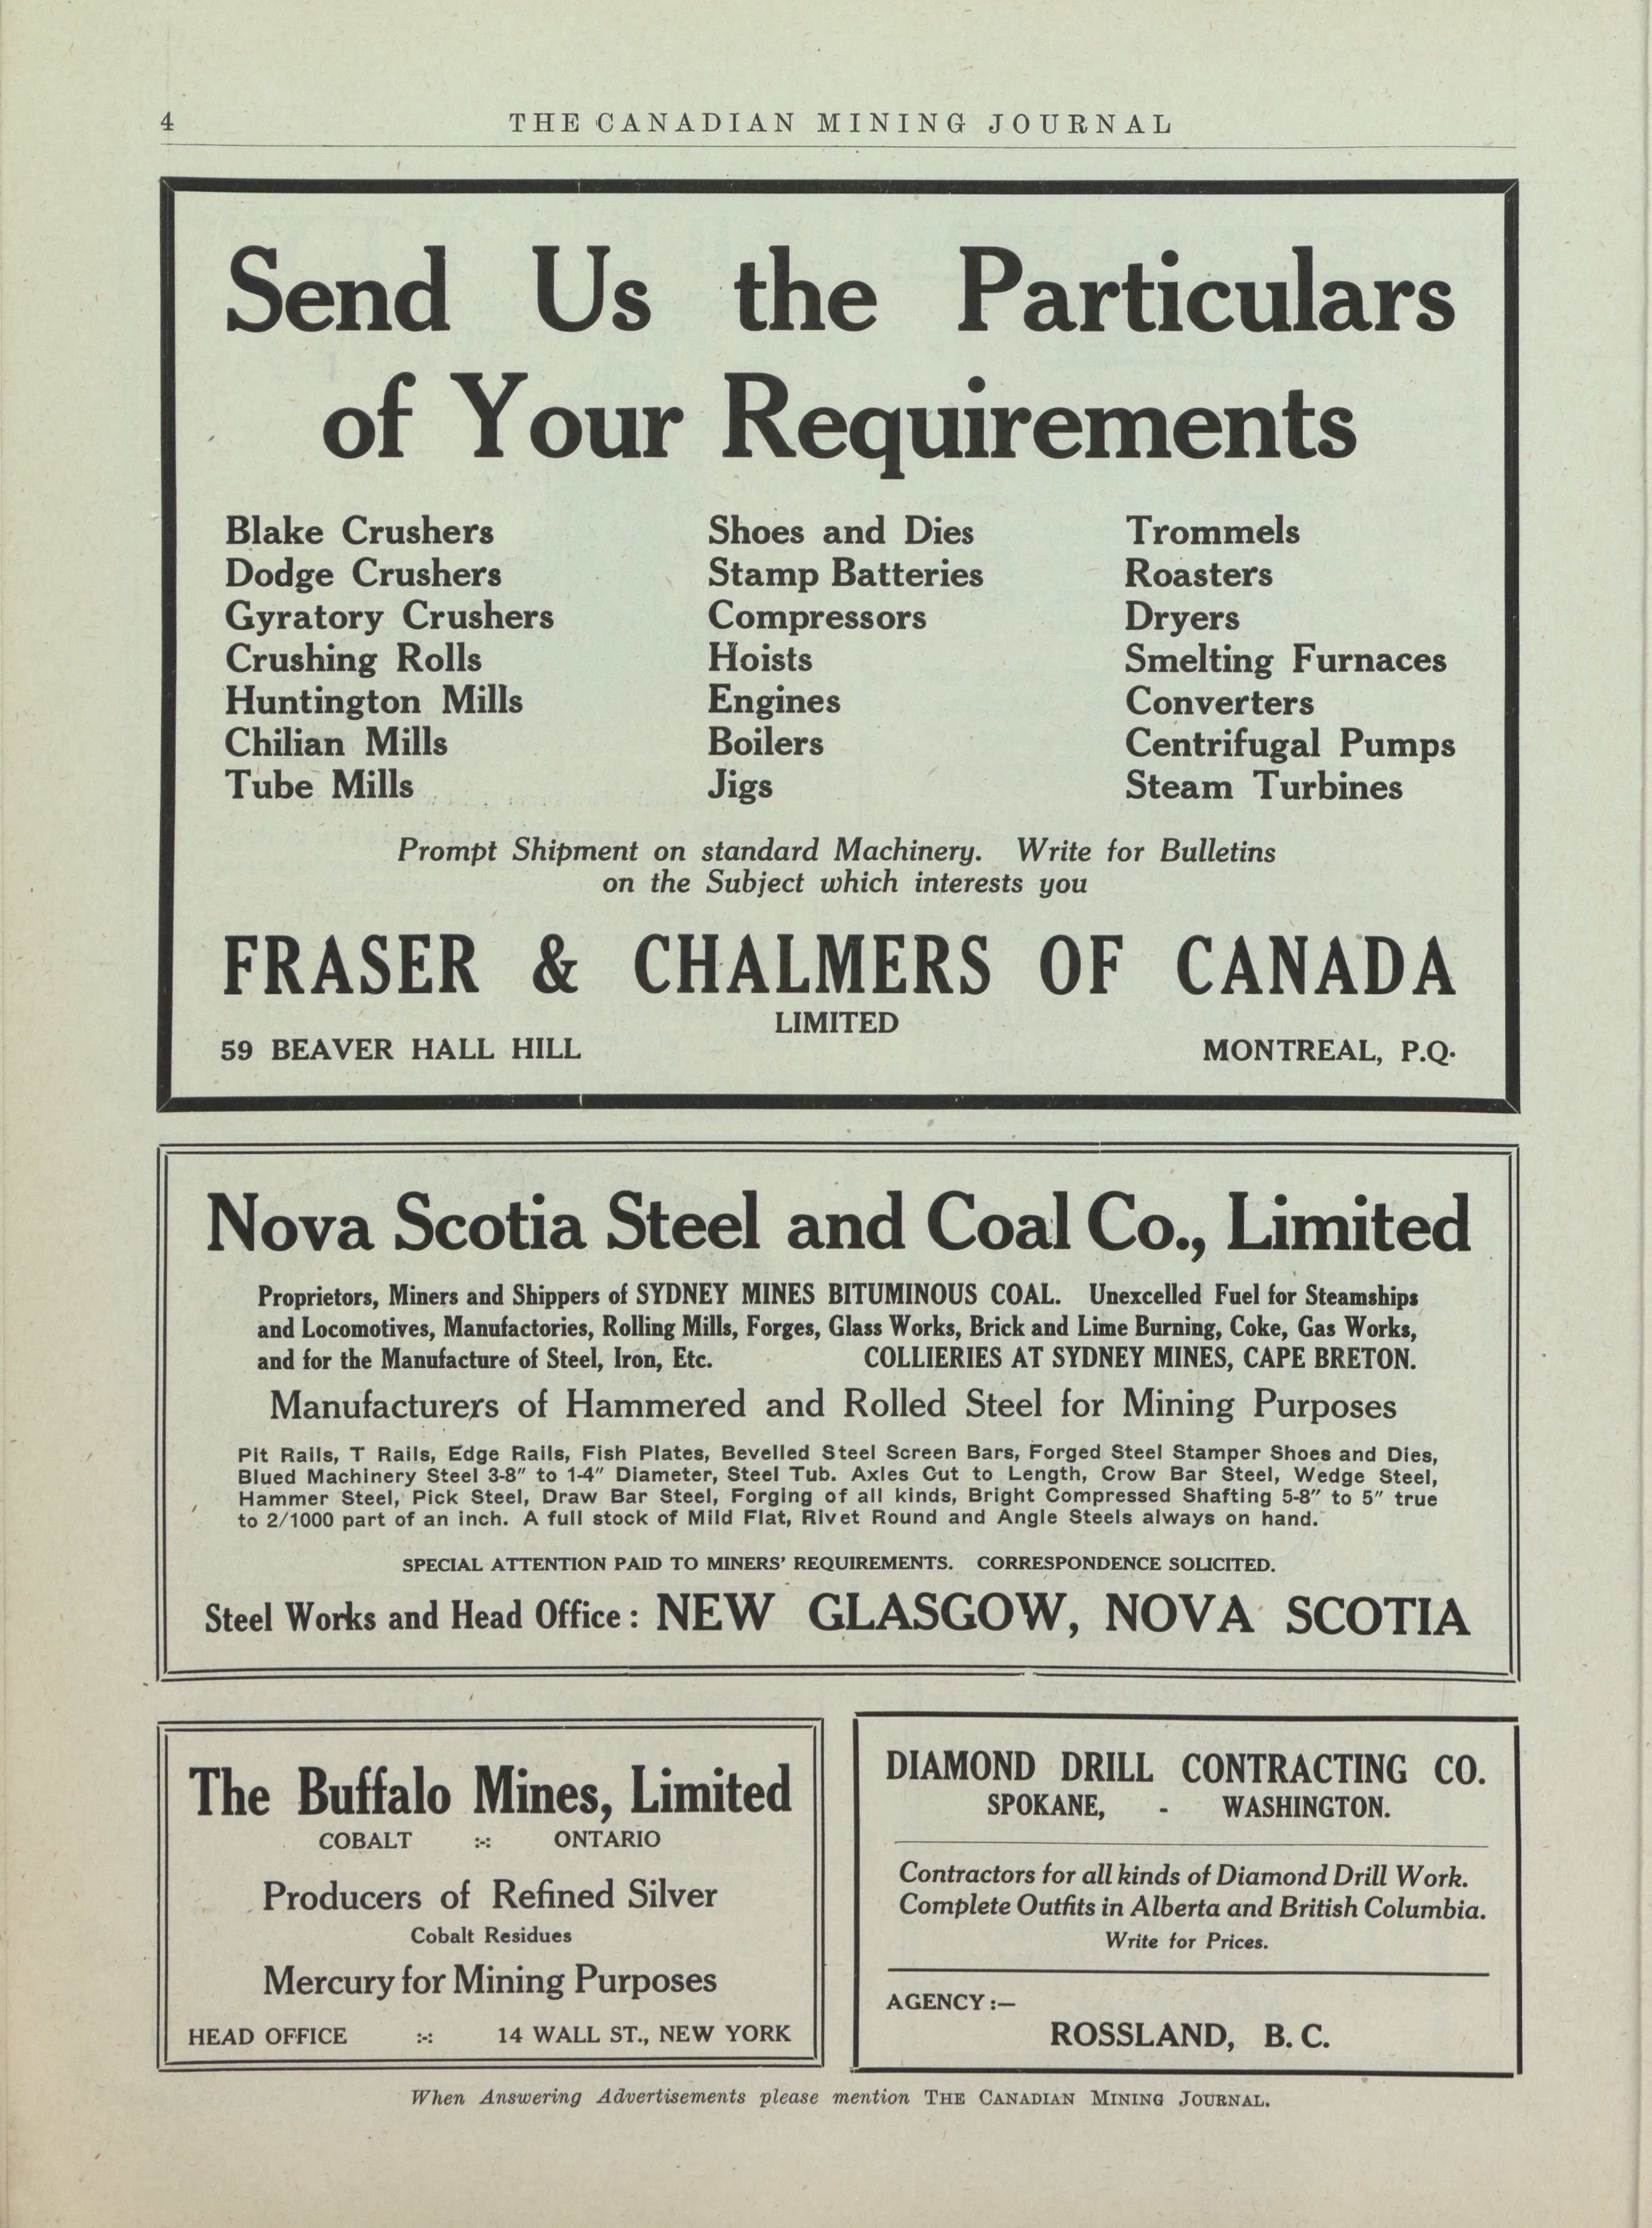 4
THE CANADIAN MINING JOURNAL
Send Us the Particulars
of Your Requirements
Blake Crushers
Dodge Crushers
Gyratory Crushers
Crushing Rolls
Huntington Mills
Chilian Mills
Tube Mills
Shoes and Dies
Stamp Batteries
Compressors
Hoists
Engines
Boilers
Jigs
Trommels
Roasters
Dryers
Smelting Furnaces
Converters
Centrifugal Pumps
Steam Turbines
Prompt Shipment on standard Machinery. Write for Bulletins
on the Subject which interests you
FRASER & CHALMERS OF CANADA
LIMITED
59 BEAVER HALL HILL MONTREAL, P.Q.
Nova Scotia Steel and Coal Co., Limited
Proprietors, Miners and Shippers of SYDNEY MINES BITUMINOUS COAL. Unexcelled Fuel for Steamships
and Locomotives, Manufactories, Rolling Mills, Forges, Glass Works, Brick and Lime Burning, Coke, Gas Works,
and for the Manufacture of Steel, Iron, Etc. COLLIERIES AT SYDNEY MINES, CAPE BRETON.
Manufacturers of Hammered and Rolled Steel for Mining Purposes
Pit Rails, T Rails, Edge Rails, Fish Plates, Bevelled Steel Screen Bars, Forged Steel Stamper Shoes and Dies,
Blued Machinery Steel 3-8″ to 1-4″ Diameter, Steel Tub. Axles Cut to Length, Crow Bar Steel, Wedge Steel,
Hammer Steel, Pick Steel, Draw Bar Steel, Forging of all kinds, Bright Compressed Shafting 5-8″ to 5″ true
to 2/1000 part of an inch. A full stock of Mild Flat, Rivet Round and Angle Steels always on hand.
SPECIAL ATTENTION PAID TO MINERS' REQUIREMENTS. CORRESPONDENCE SOLICITED.
Steel Works and Head Office : NEW GLASGOW, NOVA SCOTIA
The Buffalo Mines, Limited
COBALT :-: ONTARIO
Producers of Refined Silver
Cobalt Residues
Mercury for Mining Purposes
HEAD OFFICE :-: 14 WALL ST., NEW YORK
DIAMOND DRILL CONTRACTING CO.
SPOKANE, - WASHINGTON.
Contractors for all kinds of Diamond Drill Work.
Complete Outfits in Alberta and British Columbia.
Write for Prices.
AGENCY :—
ROSSLAND, B. C.
When Answering Advertisements please mention THE CANADIAN MINING JOURNAL.